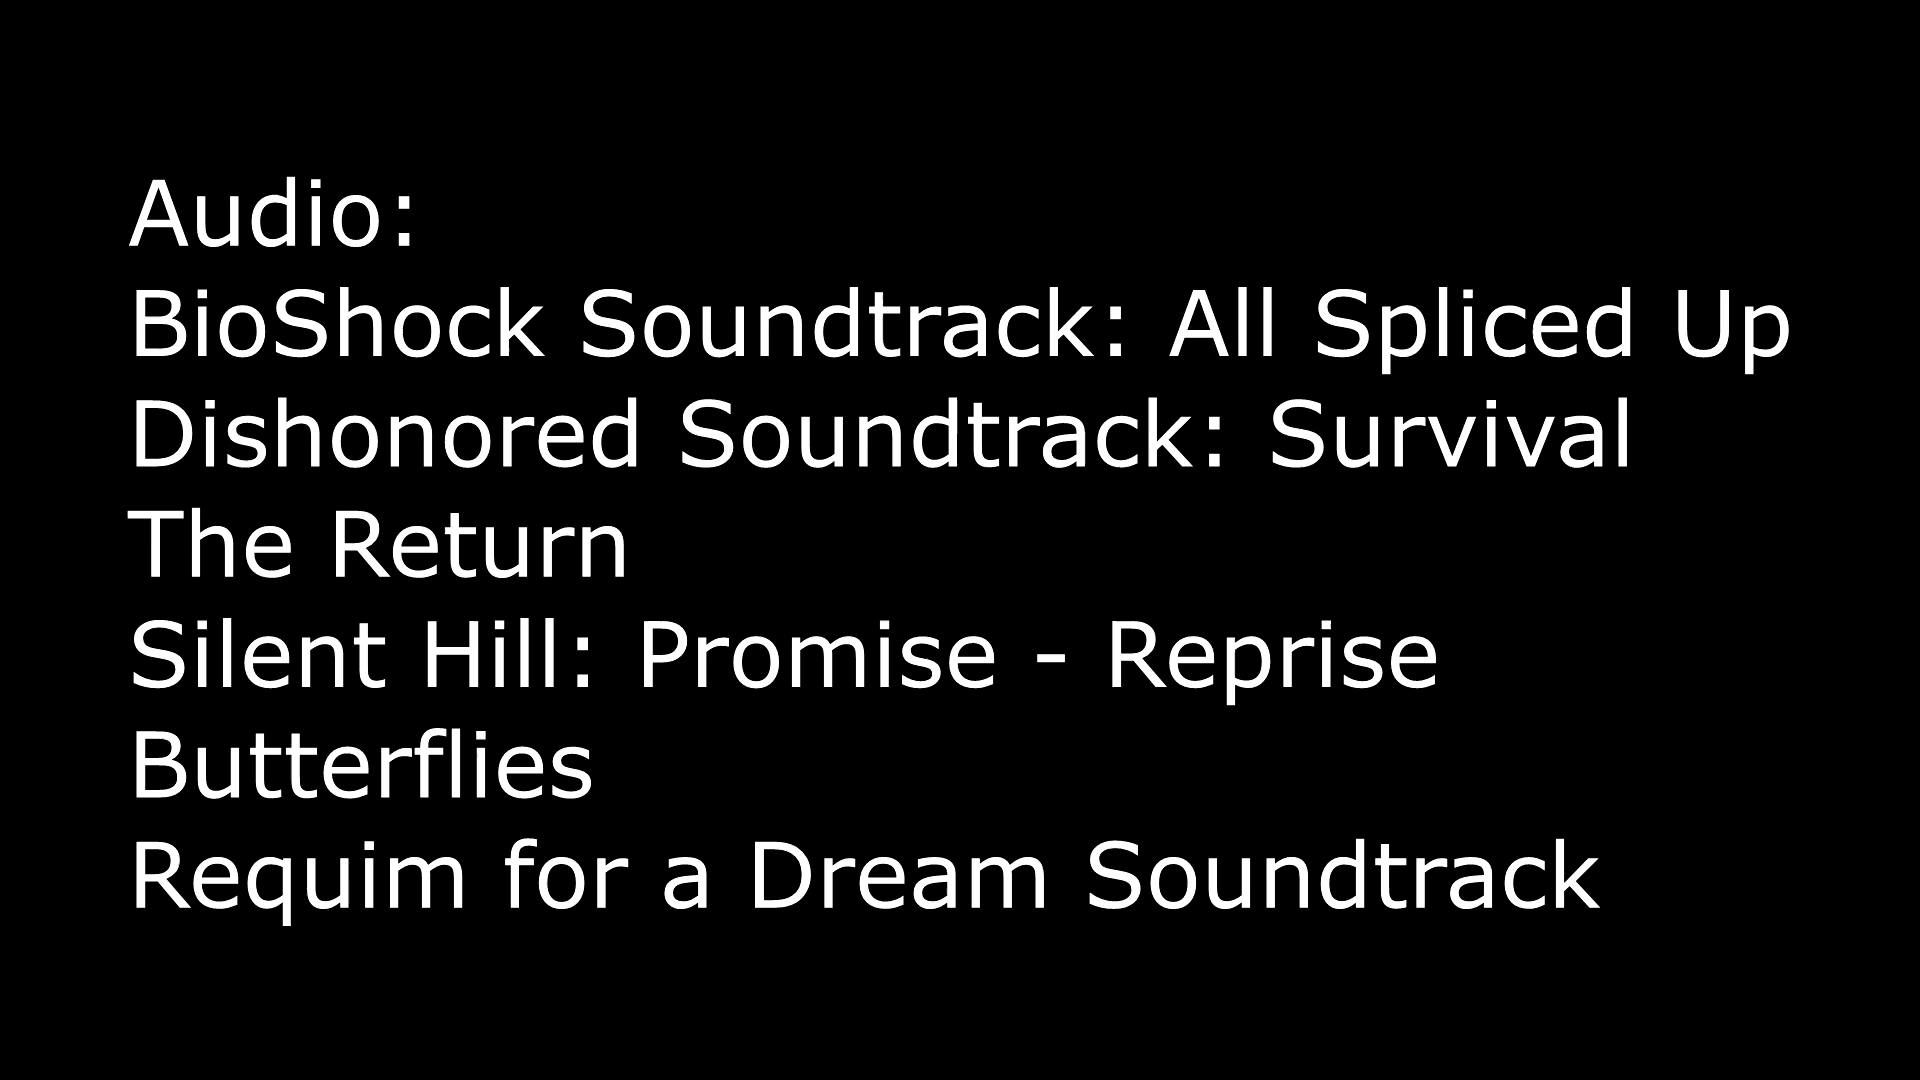 Audio:
BioShock Soundtrack: All Spliced Up
Dishonored Soundtrack: Survival
The Return
Silent Hill: Promise - Reprise
Butterflies
Requim for a Dream Soundtrack